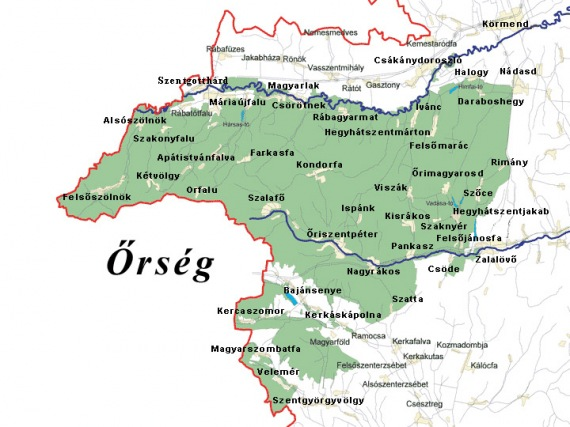 Körmend
Nemesmedves
Kemestaródfa
Rábafüzes
Jakabháza
Rönök
Vasszentmihály
Csákánydoroszló
Halogy
Nádasd
Szentgotthárd
Magyarlak
Rátót
Gasztony
Daraboshegy
Máriaújfalu
Csörötnek
Ivánc
Rábatótfalu
Alsószölnök
Rábagyarmat
Hegyhátszentmárton
Szakonyfalu
Felsőmarác
Apátistvánfalva
Farkasfa
Kondorfa
Rimány
Kétvölgy
Őrimagyarosd
Orfalu
Viszák
Szőce
Felsőszölnök
Szalafő
Ispánk
Kisrákos
Hegyhátszentjakab
Szaknyér
Őriszentpéter
Felsőjánosfa
Pankasz
Zalalövő
Őrség
Nagyrákos
Csöde
Bajánsenye
Szatta
Kercaszomor
Kerkáskápolna
Ramocsa
Magyarföld
Kerkafalva
Kozmadombja
Magyarszombatfa
Kerkakutas
Velemér
Felsőszenterzsébet
Kálócfa
Alsószenterzsébet
Szentgyörgyvölgy
Csesztreg